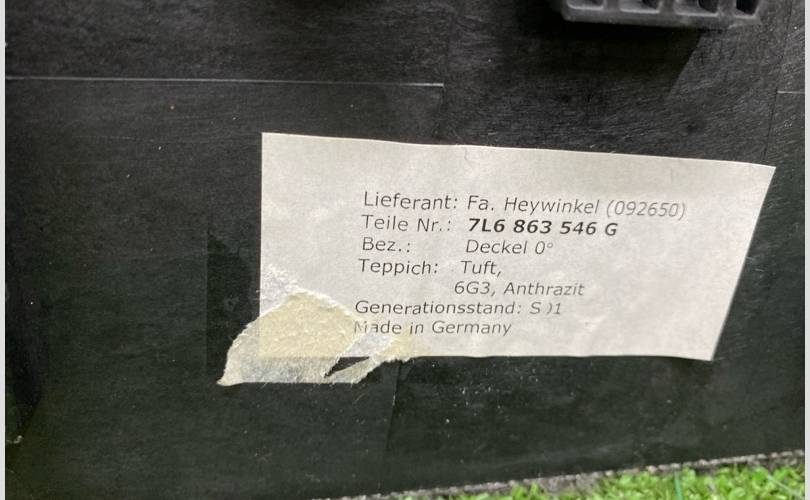 Lieferant: Fa. Heywinkel (092650)
Teile Nr.: 7L6 863 546 G
Bez.: Deckel 0°
Teppich: Tuft,
6G3, Anthrazit
Generationsstand:
Made in Germany